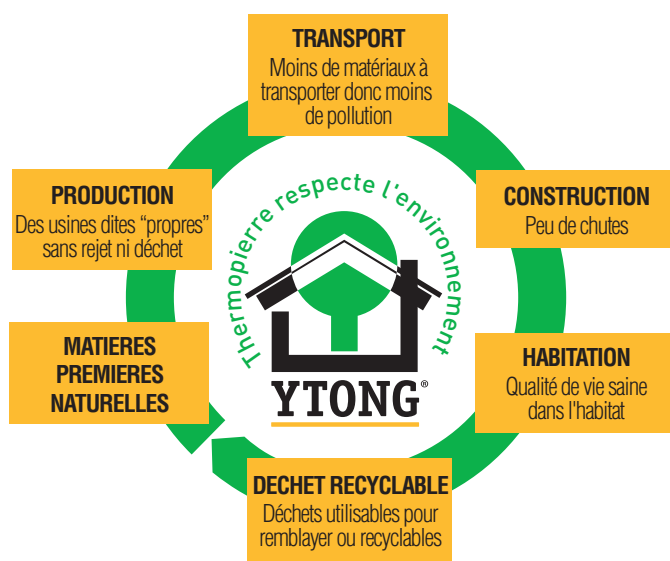 TRANSPORT
Moins de matériaux à
transporter donc moins
de pollution
PRODUCTION
Des usines dites “propres”
sans rejet ni déchet
CONSTRUCTION
Peu de chutes
Thermopierre respecte l'environnement
MATIERES
PREMIERES
NATURELLES
HABITATION
Qualité de vie saine
dans l'habitat
YTONG®
DECHET RECYCLABLE
Déchets utilisables pour
remblayer ou recyclables